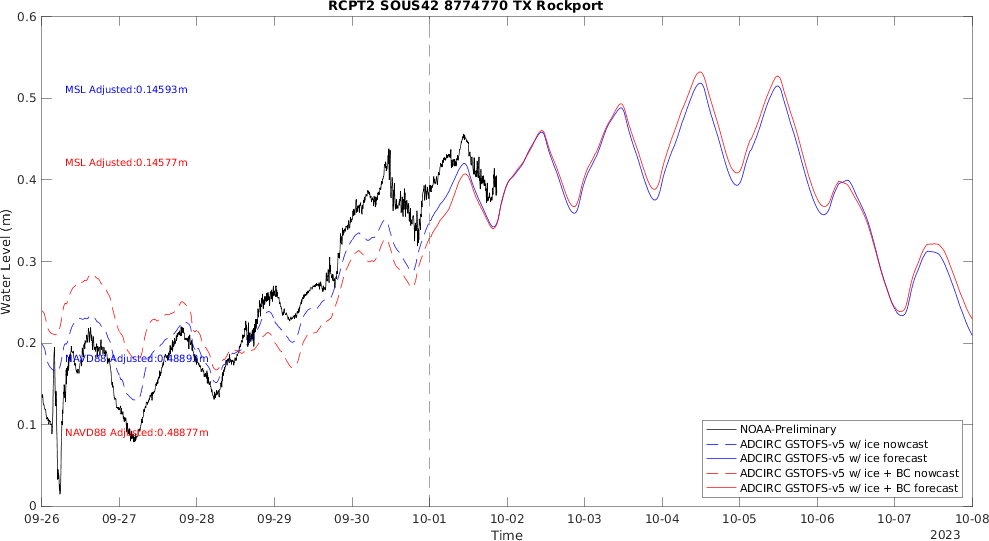 RCPT2 SOUS42 8774770 TX Rockport
0.6
0.5
0.4
0.3
0.2
0.1
0
Water Level (m)
MSL Adjusted:0.14593m
MSL Adjusted:0.14577m
NAVD88 Adjusted:0.48893m
NAVD88 Adjusted:0.48877m
NOAA-Preliminary
ADCIRC GSTOFS-v5 w/ ice nowcast
ADCIRC GSTOFS-v5 w/ ice forecast
ADCIRC GSTOFS-v5 w/ ice + BC nowcast
ADCIRC GSTOFS-v5 w/ ice + BC forecast
09-26 09-27 09-28 09-29 09-30 10-01 10-02 10-03 10-04 10-05 10-06 10-07 10-08
Time
2023